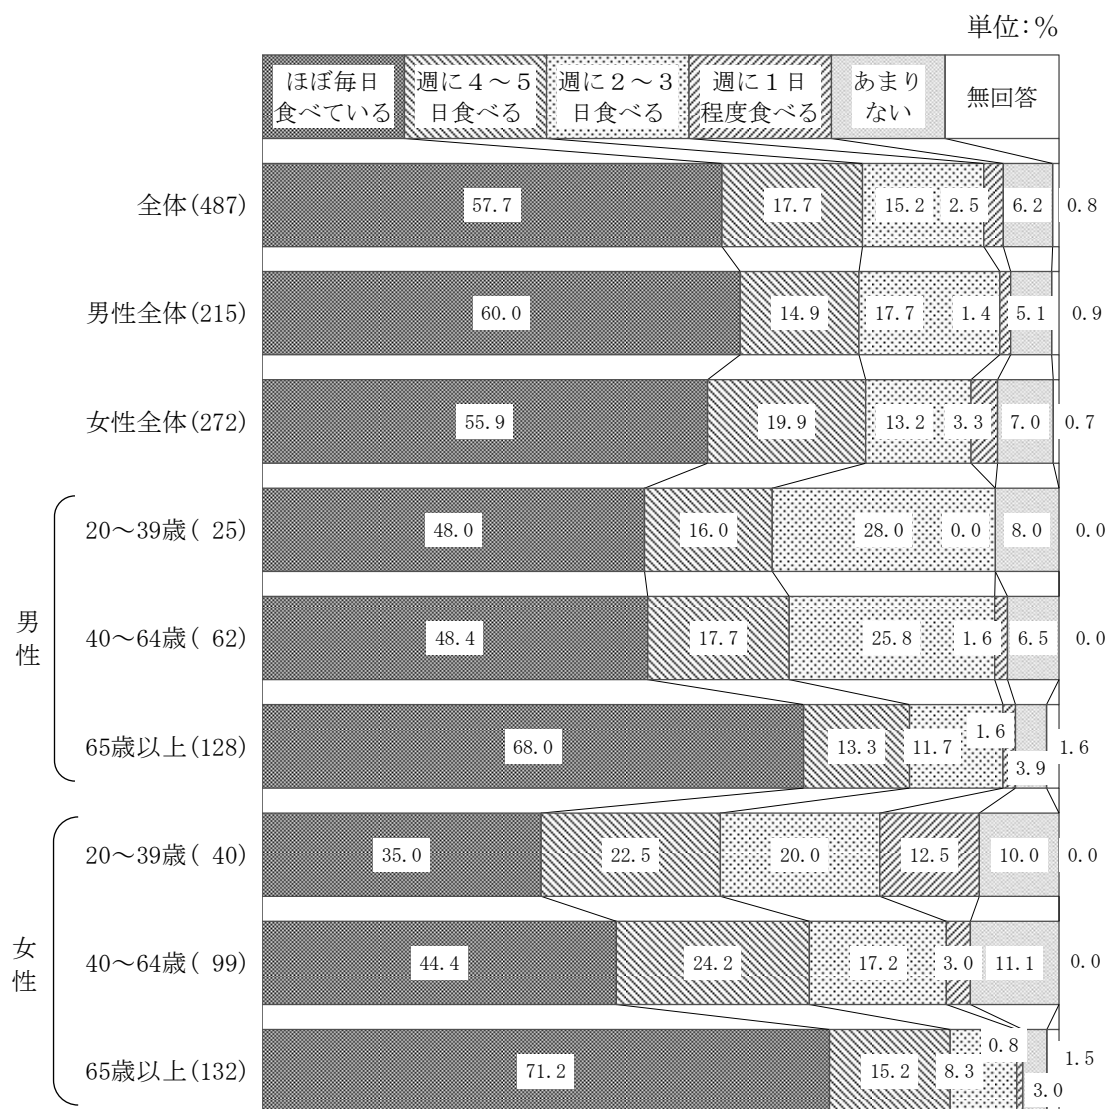 単位：％
ほぼ毎日
食べている
週に４～５
日食べる
週に２～３
日食べる
週に１日
程度食べる
あまり
ない
無回答
全体(487) 57.7 17.7 15.2 2.5 6.2 0.8
男性全体(215) 60.0 14.9 17.7 1.4 5.1 0.9
女性全体(272) 55.9 19.9 13.2 3.3 7.0 0.7
男性
20～39歳( 25) 48.0 16.0 28.0 0.0 8.0 0.0
40～64歳( 62) 48.4 17.7 25.8 1.6 6.5 0.0
65歳以上(128) 68.0 13.3 11.7 1.6 3.9 1.6
女性
20～39歳( 40) 35.0 22.5 20.0 12.5 10.0 0.0
40～64歳( 99) 44.4 24.2 17.2 3.0 11.1 0.0
65歳以上(132) 71.2 15.2 8.3 0.8 3.0 1.5